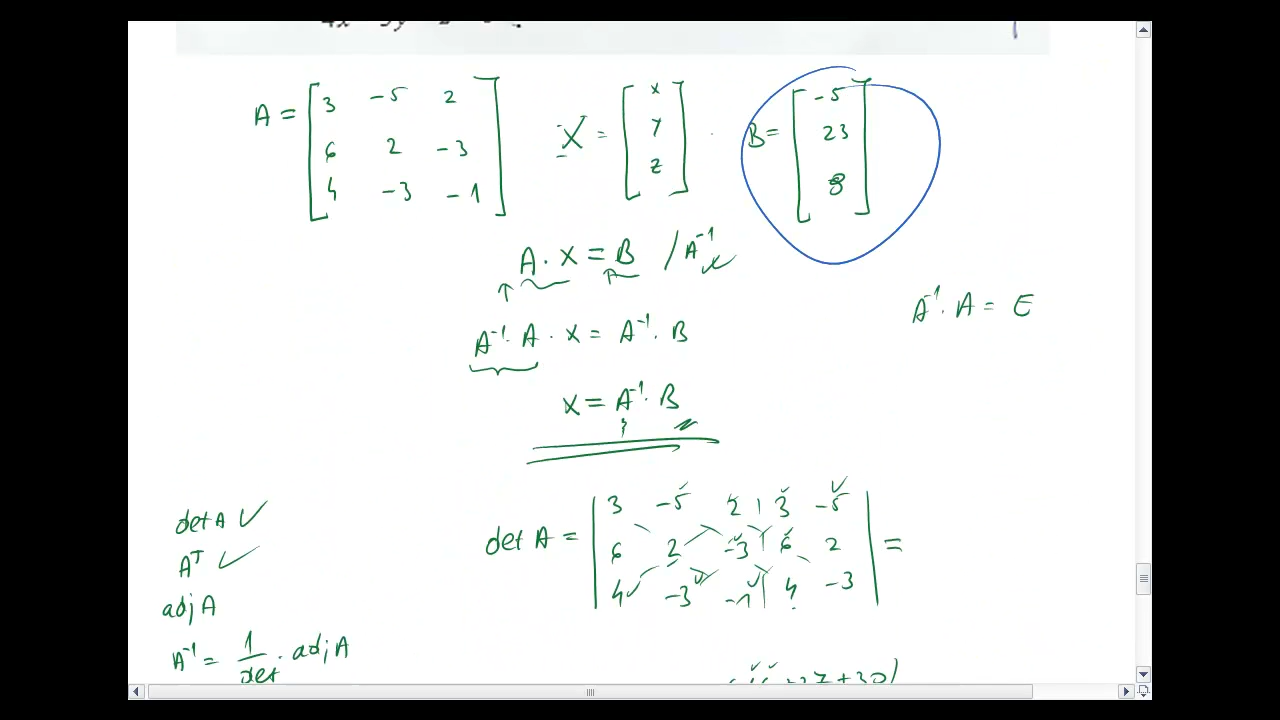 A = [ 3 -5 2 ; 6 2 -3 ; 4 -3 -1 ] X = [ x ; y ; z ] B = [ -5 ; 23 ; 8 ]
A · x = B / A⁻¹
A⁻¹ · A = E
A⁻¹ · A · x = A⁻¹ · B
x = A⁻¹ · B
det A = | 3 -5 2 | 3 -5
6 2 -3 | 6 2
4 -3 -1 | 4 -3 | =
det A ✓
Aᵀ ✓
adj A
A⁻¹ = 1/det · adj A